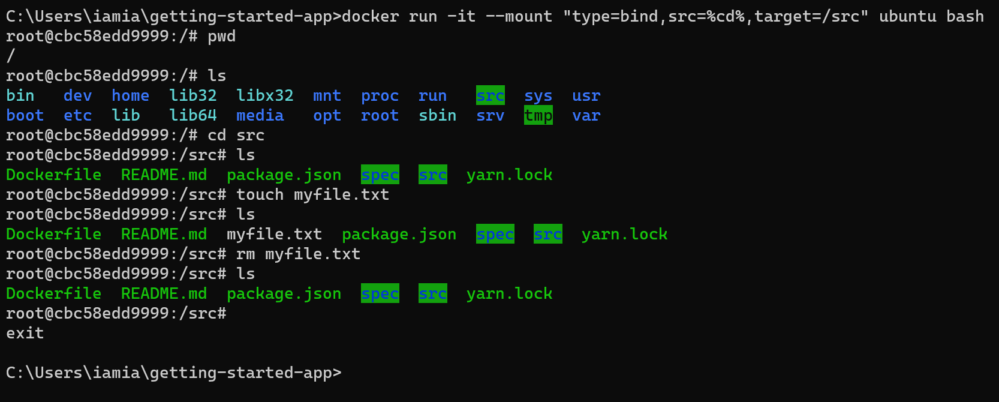 C:\Users\iamia\getting-started-app>docker run -it --mount "type=bind,src=%cd%,target=/src" ubuntu bash
root@cbc58edd9999:/# pwd
/
root@cbc58edd9999:/# ls
bin   dev  home  lib32  libx32  mnt  proc  run   src  sys  usr
boot  etc  lib   lib64  media   opt  root  sbin  srv  tmp  var
root@cbc58edd9999:/# cd src
root@cbc58edd9999:/src# ls
Dockerfile  README.md  package.json  spec  src  yarn.lock
root@cbc58edd9999:/src# touch myfile.txt
root@cbc58edd9999:/src# ls
Dockerfile  README.md  myfile.txt  package.json  spec  src  yarn.lock
root@cbc58edd9999:/src# rm myfile.txt
root@cbc58edd9999:/src# ls
Dockerfile  README.md  package.json  spec  src  yarn.lock
root@cbc58edd9999:/src#
exit
C:\Users\iamia\getting-started-app>